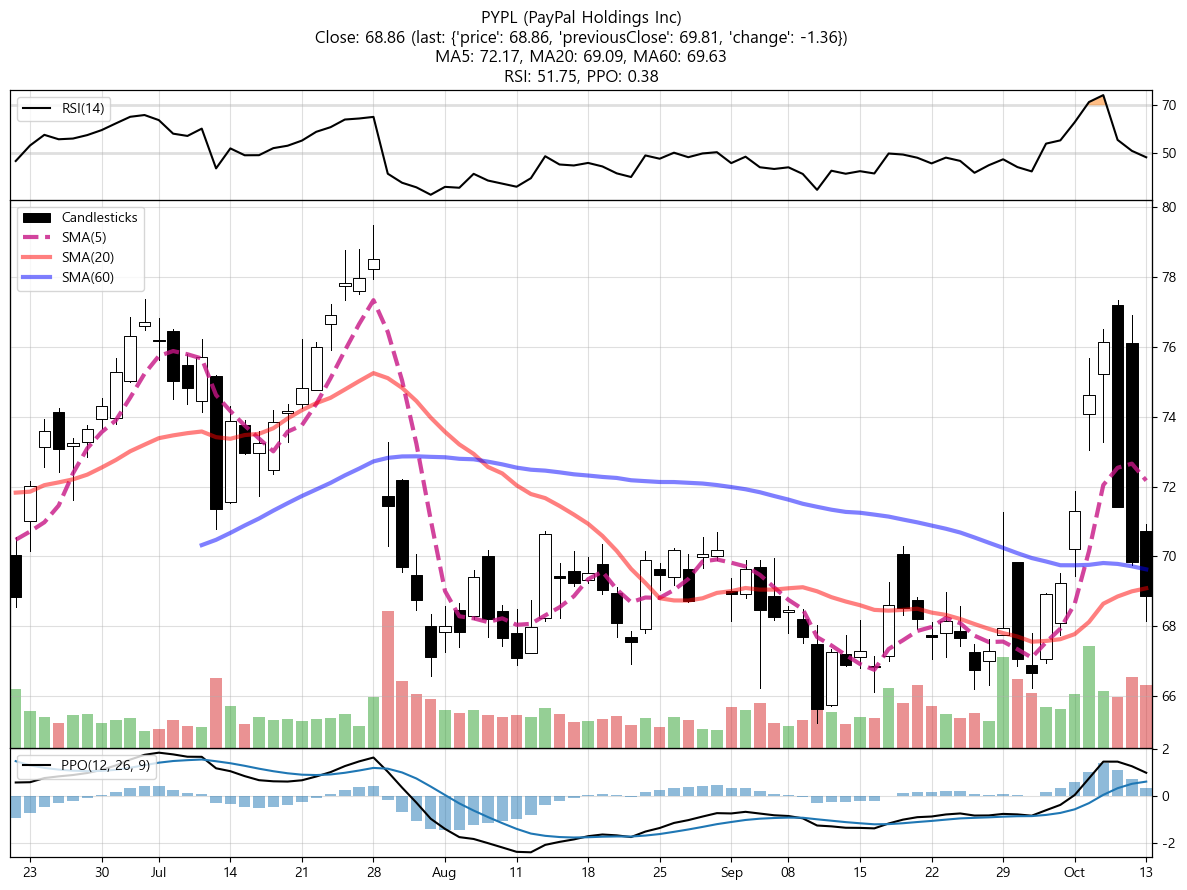 PYPL (PayPal Holdings Inc)
Close: 68.86 (last: {'price': 68.86, 'previousClose': 69.81, 'change': -1.36})
MA5: 72.17, MA20: 69.09, MA60: 69.63
RSI: 51.75, PPO: 0.38
RSI(14)
70
50
Candlesticks
SMA(5)
SMA(20)
SMA(60)
80
78
76
74
72
70
68
66
PPO(12, 26, 9)
2
0
-2
23 30 Jul 14 21 28 Aug 11 18 25 Sep 08 15 22 29 Oct 13